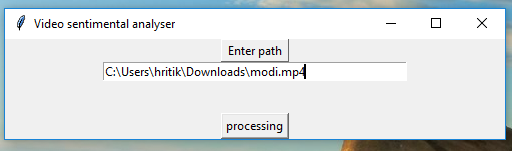 Video sentimental analyser
Enter path
C:\Users\hritik\Downloads\modi.mp4
processing